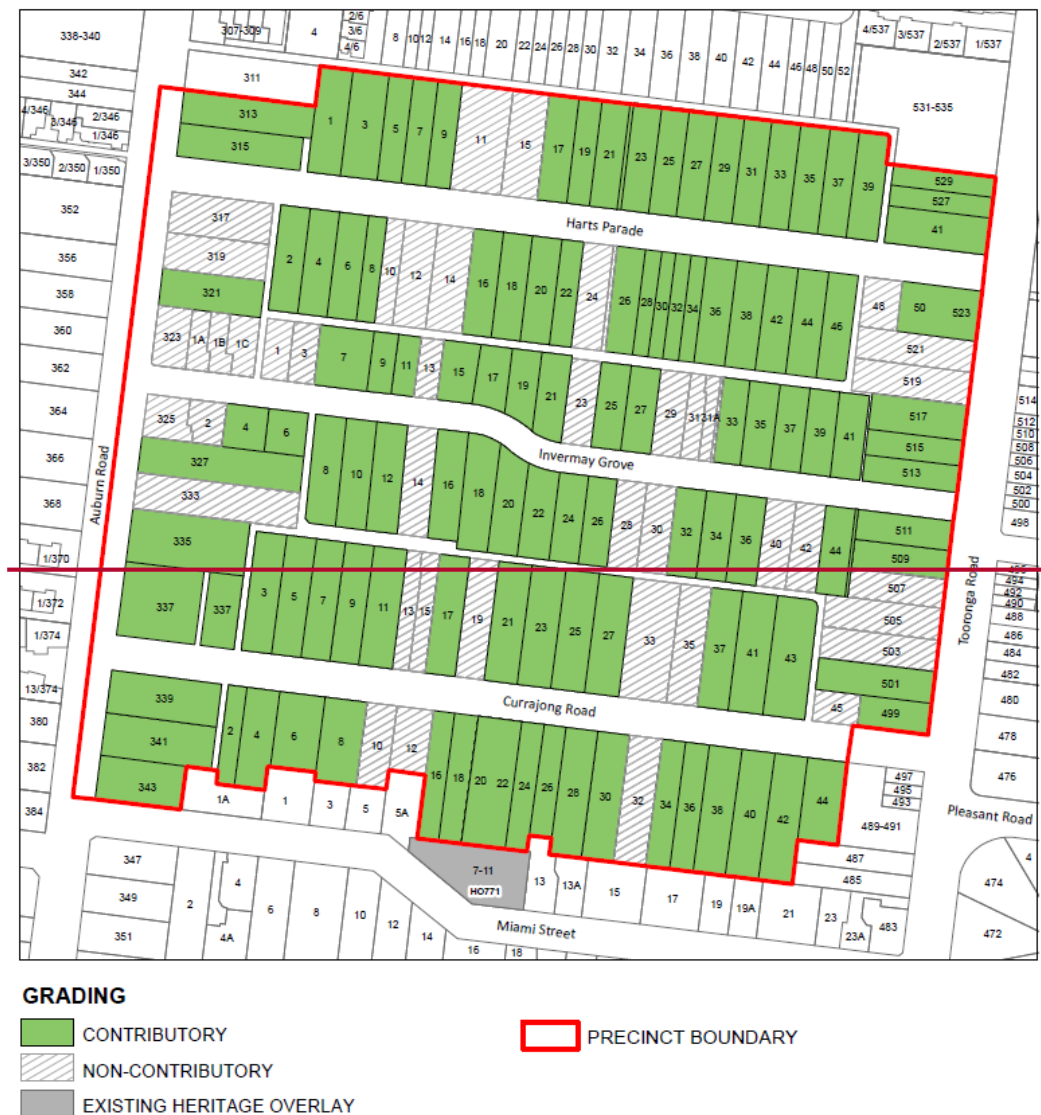 338-340
307-309
4
2/6
3/6
4/6
8 10 12 14 16 18 20 22 24 26 28 30 32 34 36 38 40 42 44 46 48 50 52
4/537 3/537 2/537 1/537
342
344
311
531-535
4/346 3/346 2/346
1/346
313
315
1 3 5 7 9 11 15 17 19 21 23 25 27 29 31 33 35 37 39
529
527
41
3/350 2/350 1/350
352
356
358
360
362
364
366
368
1/370
1/372
1/374
13/374
380
382
384
Auburn Road
Harts Parade
317
319
321
323 1A 1B 1C
2 4 6 8 10 12 14 16 18 20 22 24 26 28 30 32 34 36 38 42 44 46
48 50 523
521
519
1 3 7 9 11 13 15 17 19 21 23 25 27 29 31 31A 33 35 37 39 41
517
515
513
Invermay Grove
325 2 4 6
327
333
335
337 337
8 10 12 14 16 18 20 22 24 26 28 30 32 34 36 40 42 44
511
509
507
505
503
501
499
45
3 5 7 9 11 13 15 17 19 21 23 25 27 33 35 37 41 43
Currajong Road
339
341
343
2 4 6 8 10 12 16 18 20 22 24 26 28 30 32 34 36 38 40 42 44
1A 1 3 5 5A
7-11
HO771
13 13A 15 17 19 19A 21 23 23A 483
497
495
493
489-491
487
485
Tooronga Road
514
512
510
508
506
504
502
500
498
494
492
490
488
486
484
482
480
478
476
Pleasant Road
4
474
472
Miami Street
347
349
351
2 4 4A 6 8 10 12 14 16 18
GRADING
CONTRIBUTORY
NON-CONTRIBUTORY
EXISTING HERITAGE OVERLAY
PRECINCT BOUNDARY